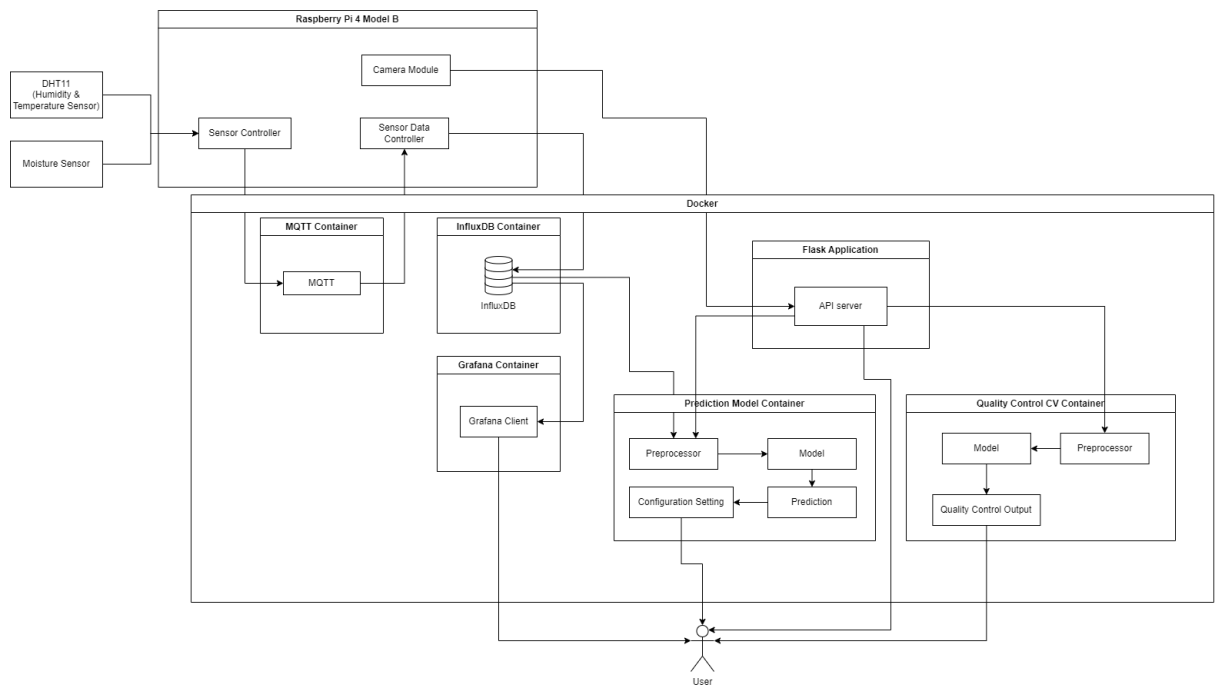 Raspberry Pi 4 Model B
Camera Module
DHT11
(Humidity &
Temperature Sensor)
Sensor Controller
Sensor Data
Controller
Moisture Sensor
Docker
MQTT Container
InfluxDB Container
Flask Application
MQTT
InfluxDB
API server
Grafana Container
Grafana Client
Prediction Model Container
Preprocessor
Model
Configuration Setting
Prediction
Quality Control CV Container
Model
Preprocessor
Quality Control Output
User